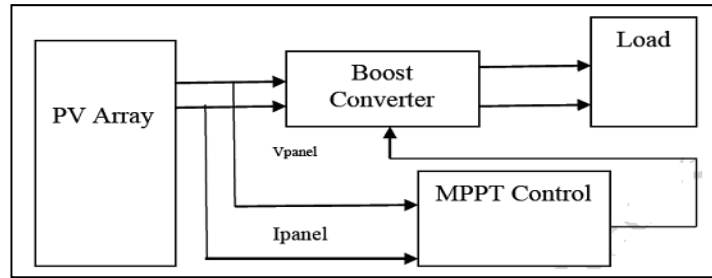 PV Array
Boost
Converter
Load
Vpanel
Ipanel
MPPT Control